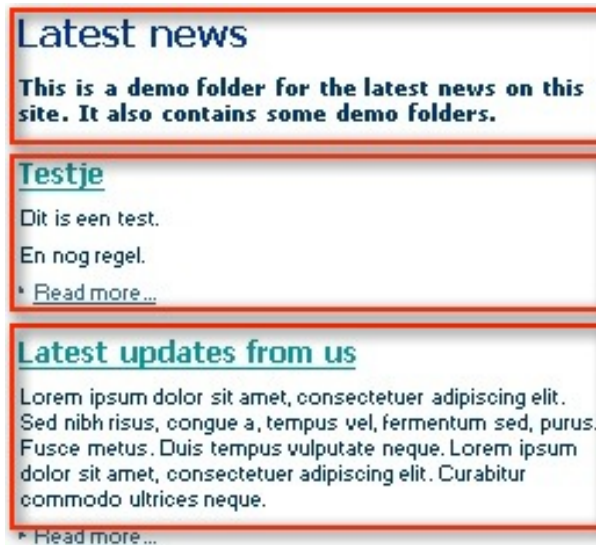 Latest news
This is a demo folder for the latest news on this
site. It also contains some demo folders.
Testje
Dit is een test.
En nog regel.
Read more...
Latest updates from us
Lorem ipsum dolor sit amet, consectetuer adipiscing elit.
Sed nibh risus, congue a, tempus vel, fermentum sed, purus.
Fusce metus. Duis tempus vulputate neque. Lorem ipsum
dolor sit amet, consectetuer adipiscing elit. Curabitur
commodo ultrices neque.
Read more...